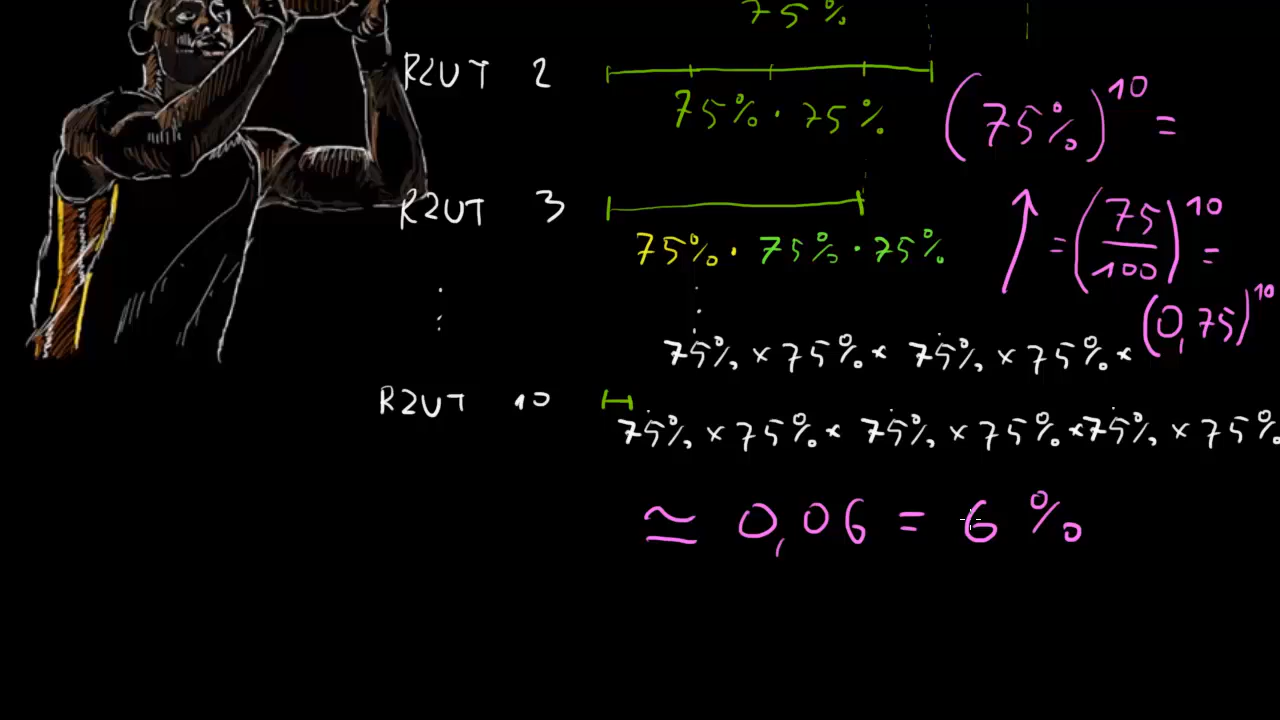 75%
RZUT 2
75% · 75%
(75%)^10 =
RZUT 3
75% · 75% · 75%
= (75/100)^10 =
(0,75)^10
75% × 75% × 75% × 75% ×
RZUT 10
75% × 75% × 75% × 75% × 75% × 75%
≃ 0,06 = 6 %